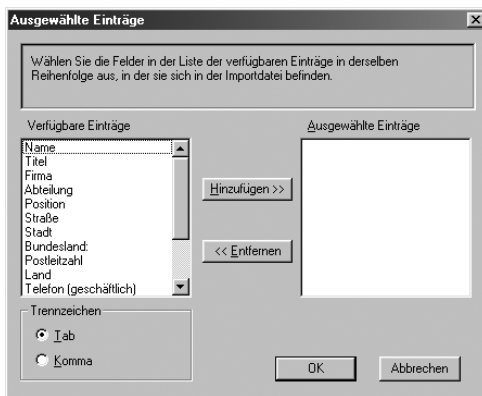 Ausgewählte Einträge
Wählen Sie die Felder in der Liste der verfügbaren Einträge in derselben
Reihenfolge aus, in der sie sich in der Importdatei befinden.
Verfügbare Einträge
Name
Titel
Firma
Abteilung
Position
Straße
Stadt
Bundesland:
Postleitzahl
Land
Telefon (geschäftlich)
Hinzufügen >>
<< Entfernen
Ausgewählte Einträge
Trennzeichen
Tab
Komma
OK
Abbrechen